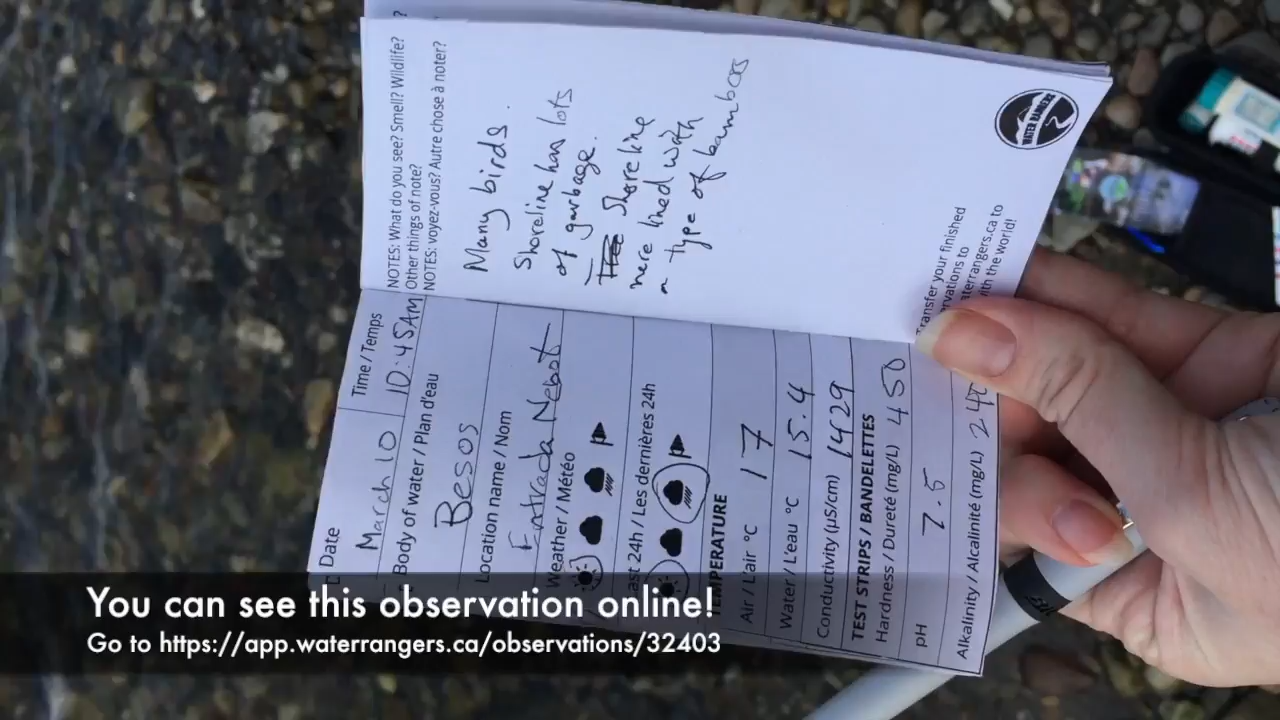 Date
Time / Temps
March 10
10:45AM
Body of water / Plan d'eau
Besos
Location name / Nom
Entrada Nebot
Weather / Météo
Last 24h / Les dernières 24h
TEMPERATURE
Air / L'air °C 17
Water / L'eau °C 15.4
Conductivity (µS/cm) 1429
TEST STRIPS / BANDELETTES
Hardness / Dureté (mg/L) 450
pH 7.5
Alkalinity / Alcalinité (mg/L) 240
NOTES: What do you see? Smell? Wildlife?
Other things of note?
NOTES: voyez-vous? Autre chose à noter?
Many birds.
Shoreline has lots
of garbage.
Shoreline
here lined with
a type of bamboos
WATER RANGERS
Transfer your finished
observations to
waterrangers.ca to
with the world!
You can see this observation online!
Go to https://app.waterrangers.ca/observations/32403